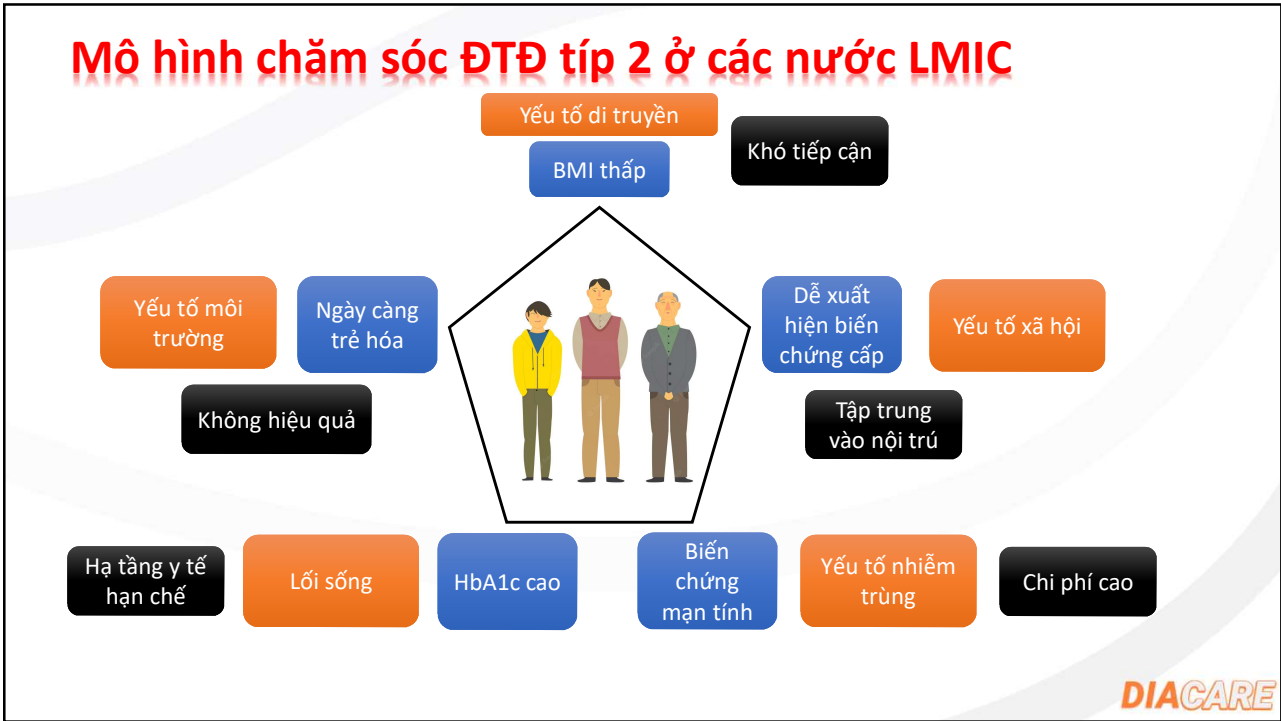 Mô hình chăm sóc ĐTĐ típ 2 ở các nước LMIC
Yếu tố di truyền
BMI thấp
Khó tiếp cận
Yếu tố môi
trường
Ngày càng
trẻ hóa
Dễ xuất
hiện biến
chứng cấp
Yếu tố xã hội
Không hiệu quả
Tập trung
vào nội trú
Hạ tầng y tế
hạn chế
Lối sống
HbA1c cao
Biến
chứng
mạn tính
Yếu tố nhiễm
trùng
Chi phí cao
DIACARE